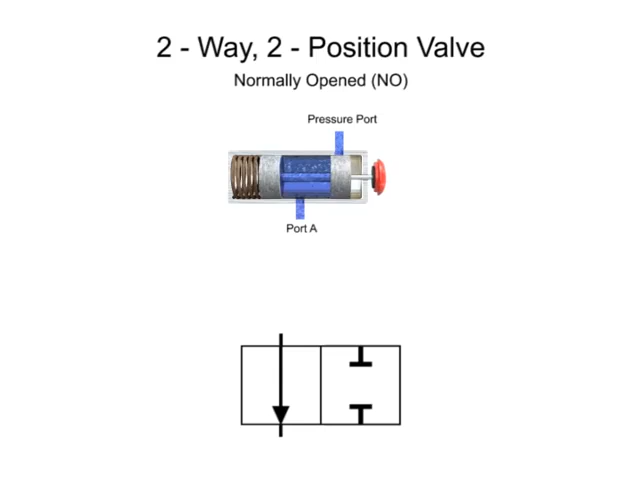 2 - Way, 2 - Position Valve
Normally Opened (NO)
Pressure Port
Port A